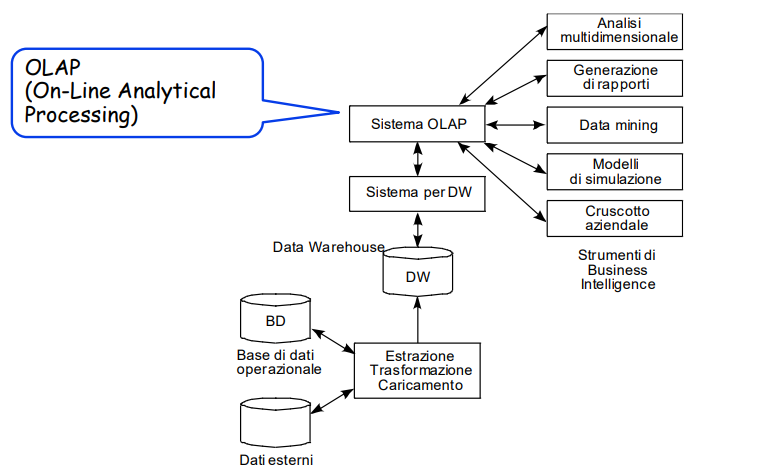 OLAP
(On-Line Analytical
Processing)
Analisi
multidimensionale
Generazione
di rapporti
Sistema OLAP
Data mining
Modelli
di simulazione
Sistema per DW
Cruscotto
aziendale
Data Warehouse
Strumenti di
Business
Intelligence
DW
BD
Base di dati
operazionale
Estrazione
Trasformazione
Caricamento
Dati esterni